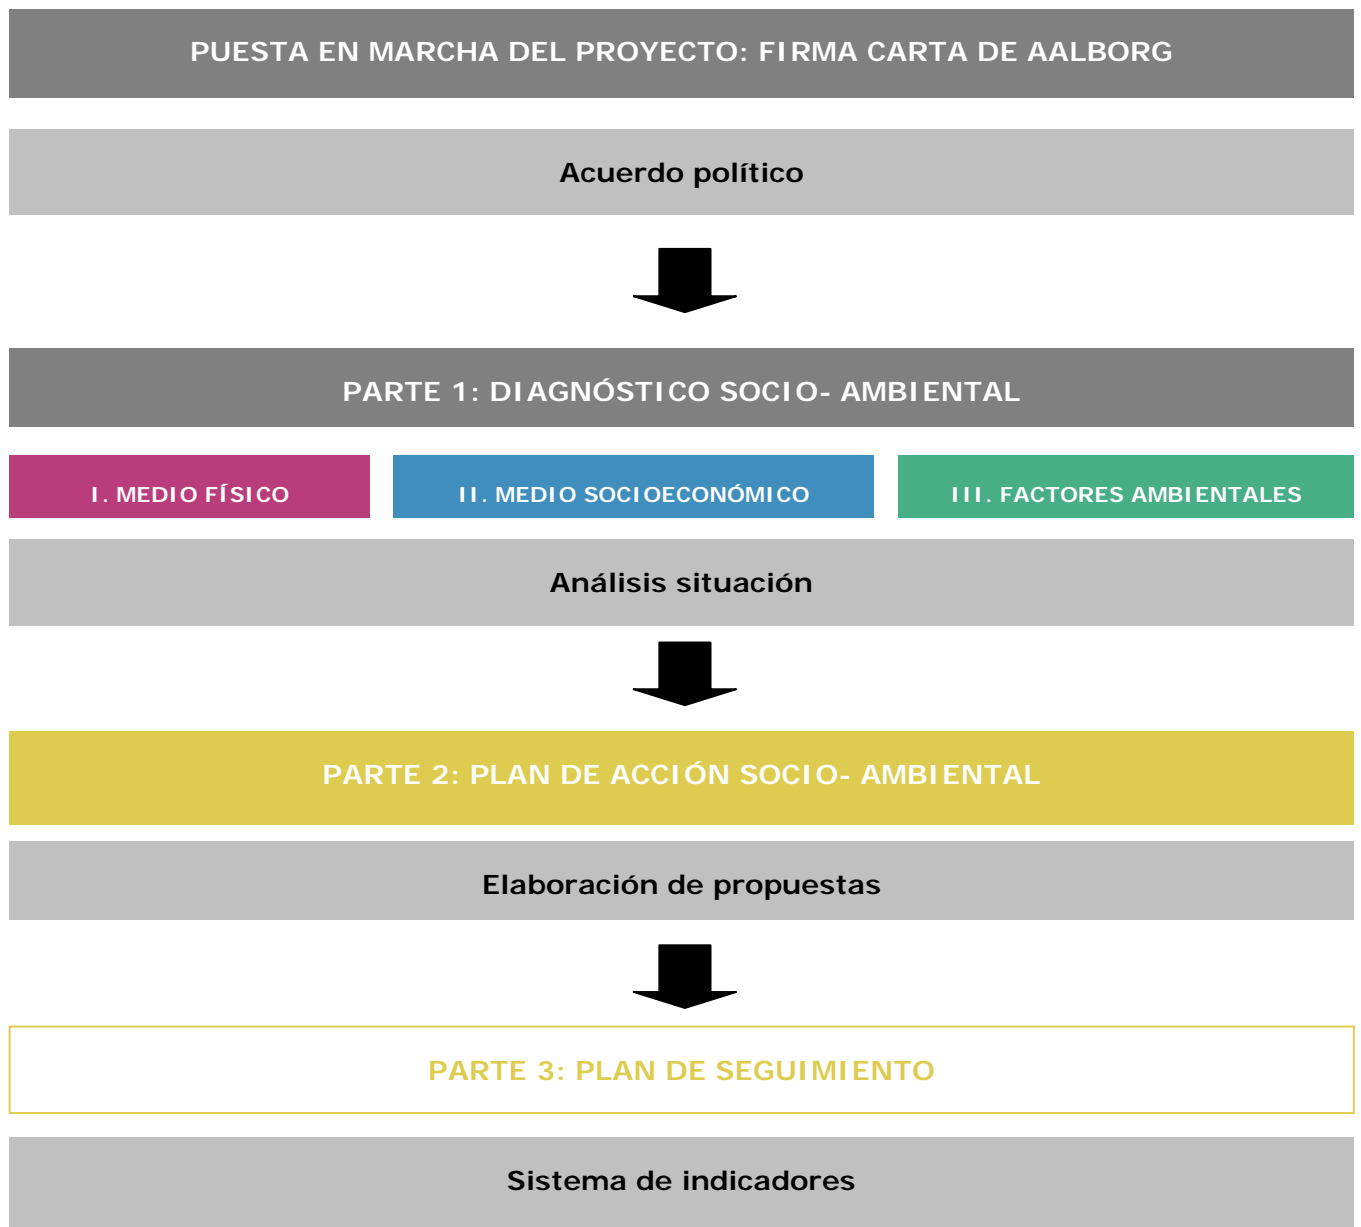 PUESTA EN MARCHA DEL PROYECTO: FIRMA CARTA DE AALBORG
Acuerdo político
PARTE 1: DIAGNÓSTICO SOCIO- AMBIENTAL
I. MEDIO FÍSICO
II. MEDIO SOCIOECONÓMICO
III. FACTORES AMBIENTALES
Análisis situación
PARTE 2: PLAN DE ACCIÓN SOCIO- AMBIENTAL
Elaboración de propuestas
PARTE 3: PLAN DE SEGUIMIENTO
Sistema de indicadores